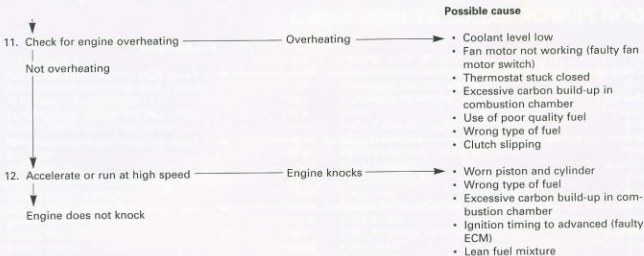 Possible cause
11. Check for engine overheating
Overheating
• Coolant level low
• Fan motor not working (faulty fan
motor switch)
• Thermostat stuck closed
• Excessive carbon build-up in
combustion chamber
• Use of poor quality fuel
• Wrong type of fuel
• Clutch slipping
Not overheating
12. Accelerate or run at high speed
Engine knocks
• Worn piston and cylinder
• Wrong type of fuel
• Excessive carbon build-up in com-
bustion chamber
• Ignition timing to advanced (faulty
ECM)
• Lean fuel mixture
Engine does not knock